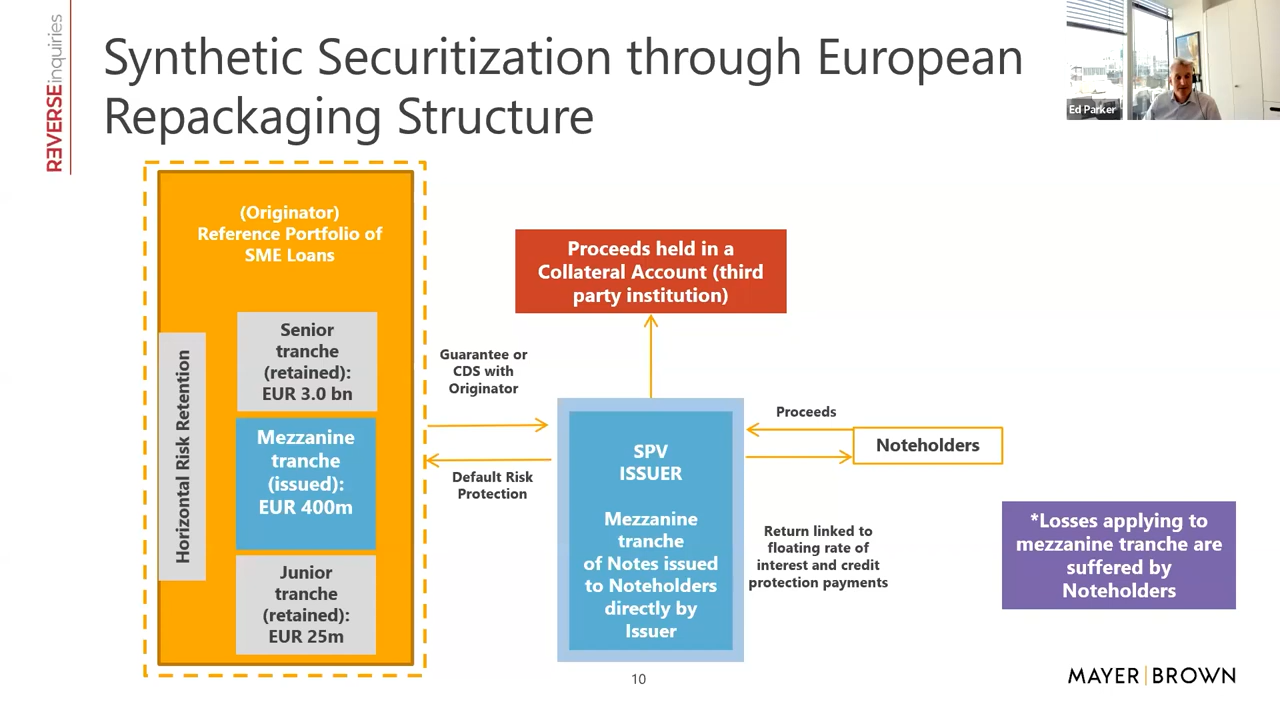 REVERSEinquiries
Synthetic Securitization through European
Repackaging Structure
Ed Parker
(Originator)
Reference Portfolio of
SME Loans
Horizontal Risk Retention
Senior
tranche
(retained):
EUR 3.0 bn
Mezzanine
tranche
(issued):
EUR 400m
Junior
tranche
(retained):
EUR 25m
Guarantee or
CDS with
Originator
Default Risk
Protection
Proceeds held in a
Collateral Account (third
party institution)
SPV
ISSUER
Mezzanine
tranche
of Notes issued
to Noteholders
directly by
Issuer
Proceeds
Noteholders
Return linked to
floating rate of
interest and credit
protection payments
*Losses applying to
mezzanine tranche are
suffered by
Noteholders
10
MAYER|BROWN